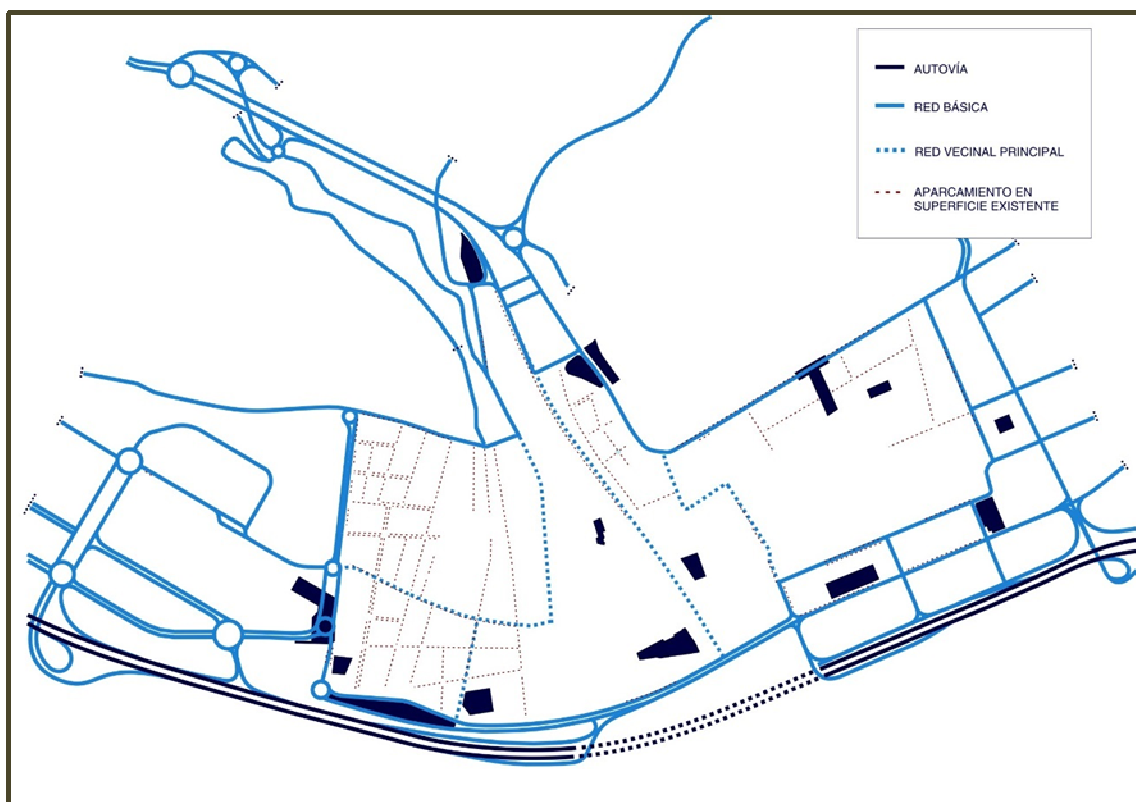 AUTOVÍA
RED BÁSICA
RED VECINAL PRINCIPAL
APARCAMIENTO EN
SUPERFICIE EXISTENTE